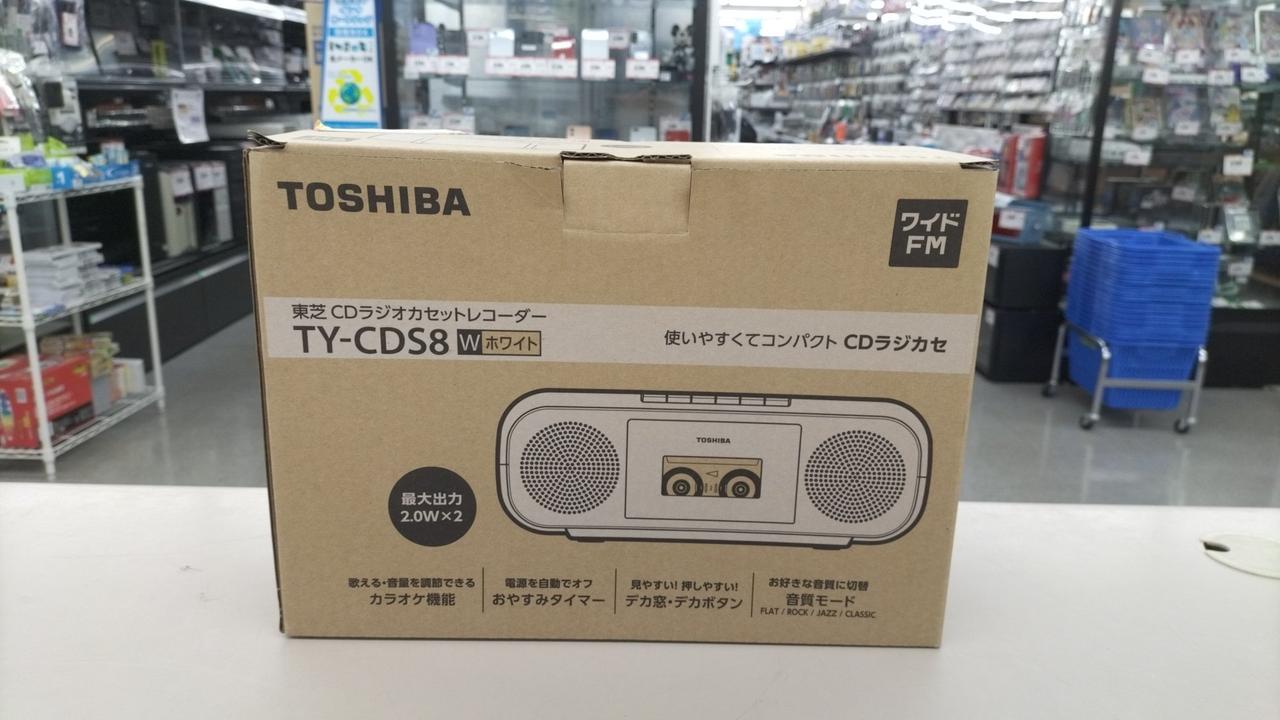 TOSHIBA
ワイド
FM
東芝 CDラジオカセットレコーダー
TY-CDS8 W ホワイト
使いやすくてコンパクト CDラジカセ
TOSHIBA
最大出力
2.0W×2
歌える・音量を調節できる
カラオケ機能
電源を自動でオフ
おやすみタイマー
見やすい! 押しやすい!
デカ窓・デカボタン
お好きな音質に切替
音質モード
FLAT / ROCK / JAZZ / CLASSIC